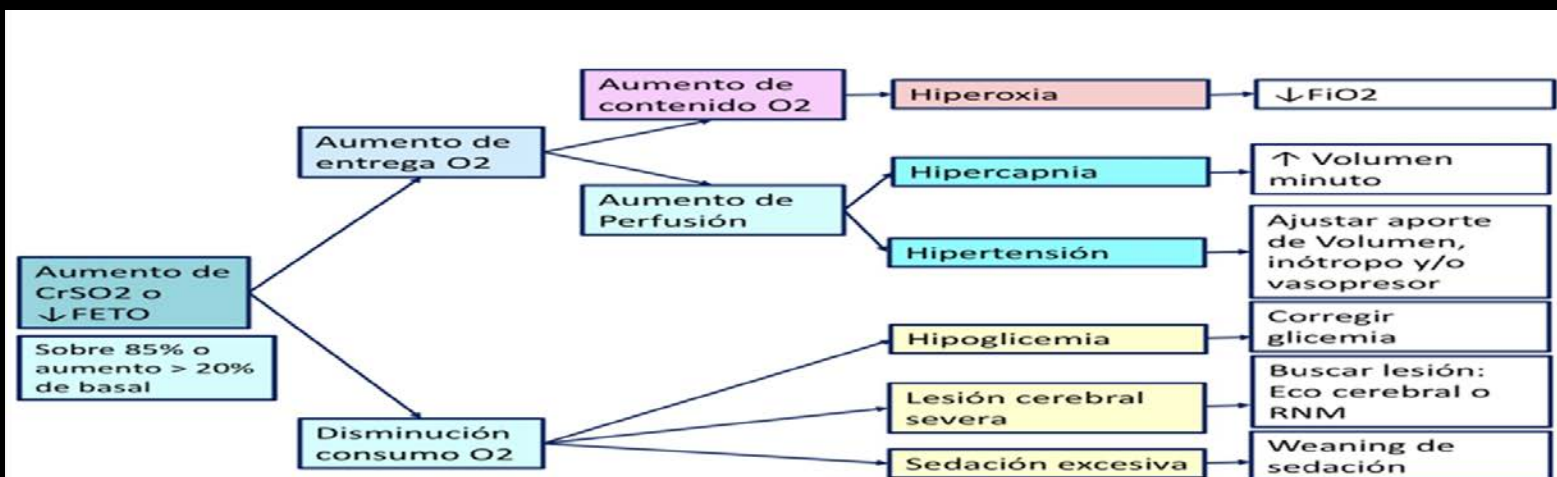 Aumento de
CrSO2 o
↓FETO
Sobre 85% o
aumento > 20%
de basal
Aumento de
entrega O2
Disminución
consumo O2
Aumento de
contenido O2
Aumento de
Perfusión
Hiperoxia
Hipercapnia
Hipertensión
Hipoglicemia
Lesión cerebral
severa
Sedación excesiva
↓FiO2
↑ Volumen
minuto
Ajustar aporte
de Volumen,
inótropo y/o
vasopresor
Corregir
glicemia
Buscar lesión:
Eco cerebral o
RNM
Weaning de
sedación